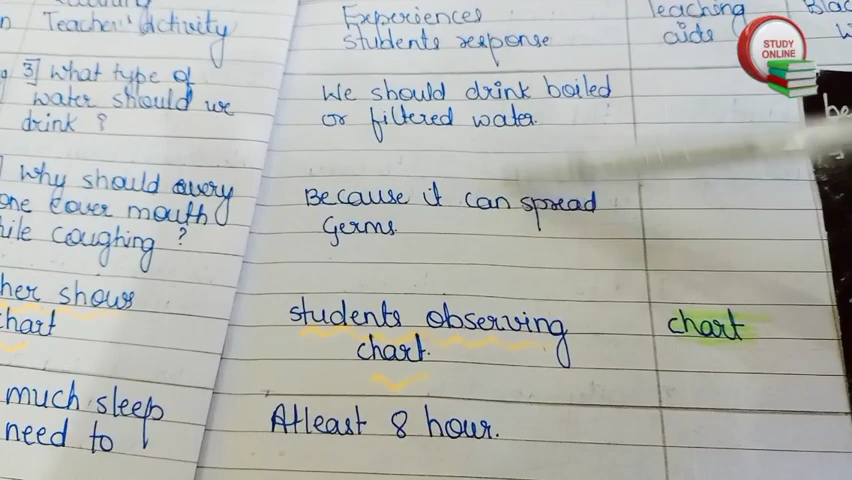 Teacher's Activity
Experiences
students response
Teaching
aids
STUDY
ONLINE
3] What type of
water should we
drink ?
We should drink boiled
or filtered water.
Why should every
one cover mouth
coughing ?
Because it can spread
Germs.
shows
chart
students observing
chart.
chart
much sleep
need to
Atleast 8 hour.